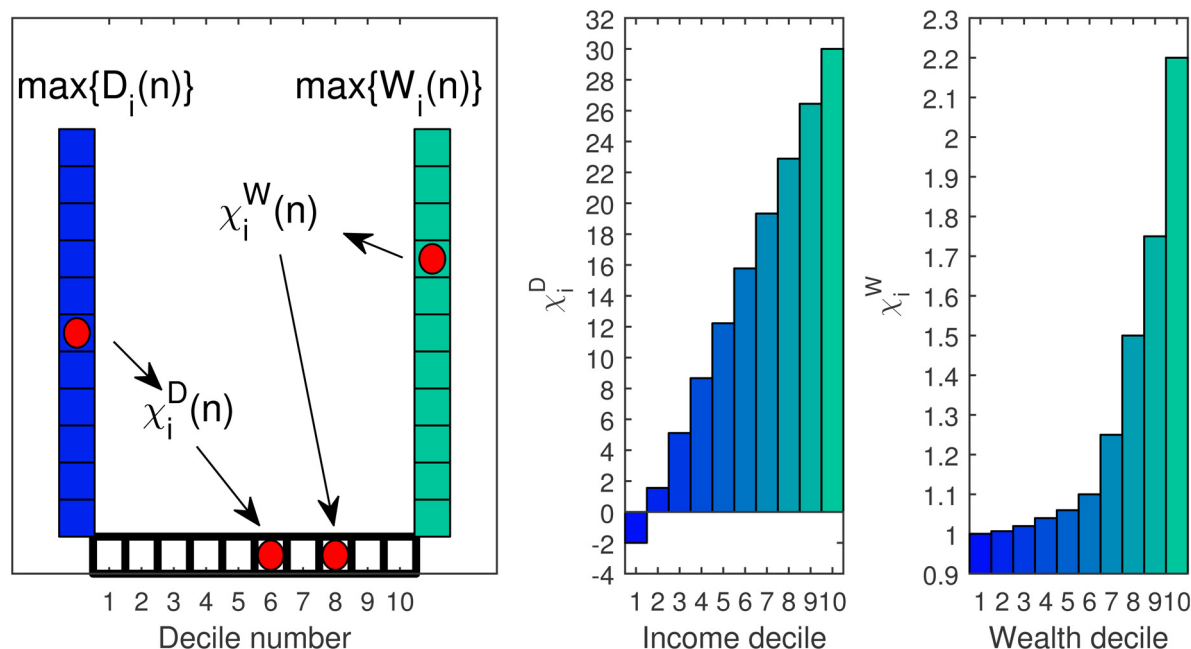 max{D_i(n)}
max{W_i(n)}
χ_i^W(n)
χ_i^D(n)
1 2 3 4 5 6 7 8 9 10
Decile number
32
30
28
26
24
22
20
18
16
14
12
10
8
6
4
2
0
-2
-4
χ_i^D
1 2 3 4 5 6 7 8 9 10
Income decile
2.3
2.2
2.1
2
1.9
1.8
1.7
1.6
1.5
1.4
1.3
1.2
1.1
1
0.9
χ_i^W
1 2 3 4 5 6 7 8 9 10
Wealth decile